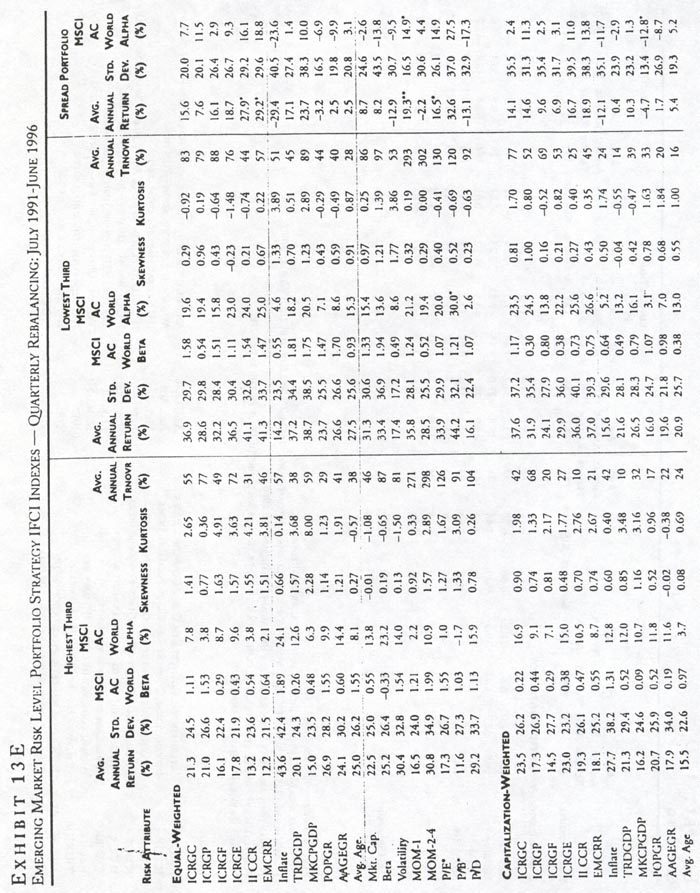 EXHIBIT 13E
EMERGING MARKET RISK LEVEL PORTFOLIO STRATEGY IFCI INDEXES — QUARTERLY REBALANCING: JULY 1991-JUNE 1996
HIGHEST THIRD LOWEST THIRD SPREAD PORTFOLIO
RISK ATTRIBUTE AVG. ANNUAL RETURN (%) STD. DEV. (%) MSCI AC WORLD BETA MSCI AC WORLD ALPHA (%) SKEWNESS KURTOSIS AVG. ANNUAL TRNOVR (%) AVG. ANNUAL RETURN (%) STD. DEV. (%) MSCI AC WORLD BETA MSCI AC WORLD ALPHA (%) SKEWNESS KURTOSIS AVG. ANNUAL TRNOVR (%) AVG. ANNUAL RETURN (%) STD. DEV. (%) MSCI AC WORLD ALPHA (%)
EQUAL-WEIGHTED
ICRGC 21.3 24.5 1.11 7.8 1.41 2.65 55 36.9 29.7 1.58 19.6 0.29 -0.92 83 15.6 20.0 7.7
ICRGP 21.0 26.6 1.53 3.8 0.77 0.36 77 28.6 29.8 0.54 19.4 0.96 0.19 79 7.6 20.1 11.5
ICRGF 16.1 22.4 0.29 8.7 1.63 4.91 49 32.2 28.4 1.51 15.8 0.43 -0.64 88 16.1 26.4 2.9
ICRGE 17.8 21.9 0.43 9.6 1.57 3.63 72 36.5 30.4 1.11 23.0 -0.23 -1.48 76 18.7 26.7 9.3
II CCR 13.2 23.6 0.54 3.8 1.55 4.21 31 41.1 32.6 1.54 24.0 0.21 -0.74 44 27.9* 29.2 16.1
EMCRR 12.2 21.5 0.64 2.1 1.51 3.81 46 41.3 33.7 1.47 25.0 0.67 0.22 57 29.2* 29.6 18.8
Inflate 43.6 42.4 1.89 24.1 0.66 0.14 57 14.2 23.5 0.55 4.6 1.33 3.89 51 -29.4 40.5 -23.6
TRDGDP 20.1 24.3 0.26 12.6 1.57 3.68 38 37.2 34.4 1.81 18.2 0.70 0.51 45 17.1 27.4 1.4
MKCPGDP 15.0 23.5 0.48 6.3 2.28 8.00 59 38.7 38.5 1.75 20.5 1.23 2.89 89 23.7 38.3 10.0
POPGR 26.9 28.2 1.55 9.9 1.14 1.23 29 23.7 25.5 1.47 7.1 0.43 -0.29 44 -3.2 16.5 -6.9
AAGEGR 24.1 30.2 0.60 14.4 1.21 1.91 41 26.6 26.6 1.70 8.6 0.59 -0.49 40 2.5 19.8 -9.9
Avg. Age. 25.0 26.2 1.55 8.1 0.27 -0.57 38 27.5 25.6 0.93 15.3 0.91 0.87 28 2.5 20.8 3.1
Mkt. Cap. 22.5 25.0 0.55 13.8 -0.01 -1.08 46 31.3 30.6 1.33 15.4 0.97 0.25 86 8.7 24.6 -2.6
Beta 25.2 26.4 -0.33 23.2 0.19 -0.65 87 33.4 36.9 1.94 13.6 1.21 1.39 97 8.2 43.5 -13.8
Volatility 30.4 32.8 1.54 14.0 0.13 -1.50 81 17.4 17.2 0.49 8.6 1.77 3.86 53 -12.9 30.7 -9.5
MOM-1 16.5 24.0 1.21 2.2 0.92 0.33 271 35.8 28.1 1.24 21.2 0.32 0.19 293 19.3** 16.5 14.9*
MOM-2-4 30.8 34.9 1.99 10.9 1.57 2.89 298 28.5 25.5 0.52 19.4 0.29 0.00 302 -2.2 30.6 4.4
P/E* 17.3 26.7 1.10 1.0 1.27 1.67 126 33.9 29.9 1.07 20.0 0.40 -0.41 130 16.5* 26.1 14.9
P/B* 11.6 27.3 1.03 -1.7 1.33 3.09 91 44.2 32.1 1.21 30.0* 0.52 -0.69 120 32.6 37.0 27.5
P/D 29.2 33.7 1.13 15.9 0.78 0.26 104 16.1 22.4 1.07 2.6 0.23 -0.63 92 -13.1 32.9 -17.3
CAPITALIZATION-WEIGHTED
ICRGC 23.5 26.2 0.22 16.9 0.90 1.98 42 37.6 37.2 1.17 23.5 0.81 1.70 77 14.1 35.5 2.4
ICRGP 17.3 26.9 0.44 9.1 0.74 1.33 68 31.9 35.4 0.30 24.5 1.00 0.80 52 14.6 31.3 11.3
ICRGF 14.5 27.7 0.29 7.1 0.81 2.17 20 24.1 27.9 0.80 13.8 0.16 -0.52 69 9.6 35.4 2.5
ICRGE 23.0 23.2 0.38 15.0 0.48 1.77 27 29.9 36.0 0.38 22.2 0.21 0.82 53 6.9 31.7 3.1
II CCR 19.3 26.1 0.47 10.5 0.70 2.76 10 36.0 40.1 0.73 25.6 0.27 0.40 25 16.7 39.5 11.0
EMCRR 18.1 25.2 0.55 8.7 0.74 2.67 21 37.0 39.3 0.75 26.6 0.43 0.35 45 18.9 38.3 13.8
Inflate 27.7 38.2 1.31 12.8 0.60 0.40 42 15.6 29.6 0.64 5.2 0.50 1.74 24 -12.1 35.1 -11.7
TRDGDP 21.3 29.4 0.52 12.0 0.85 3.48 10 21.6 28.1 0.49 13.2 -0.04 -0.55 14 0.4 23.9 -2.9
MKCPGDP 16.2 24.6 0.09 10.7 1.16 3.16 32 26.5 28.3 0.79 16.1 0.42 -0.47 39 10.3 23.2 1.3
POPGR 20.7 25.9 0.52 11.8 0.52 0.96 17 16.0 24.7 1.07 3.1 0.78 1.63 33 -4.7 13.4 -12.8*
AAGEGR 17.9 34.0 0.19 11.6 -0.02 -0.38 22 19.6 21.8 0.98 7.0 0.68 1.84 20 1.7 26.9 -8.7
Avg. Age 15.5 22.6 0.97 3.7 0.08 0.69 24 20.9 25.7 0.38 13.0 0.55 1.00 16 5.4 19.3 5.2